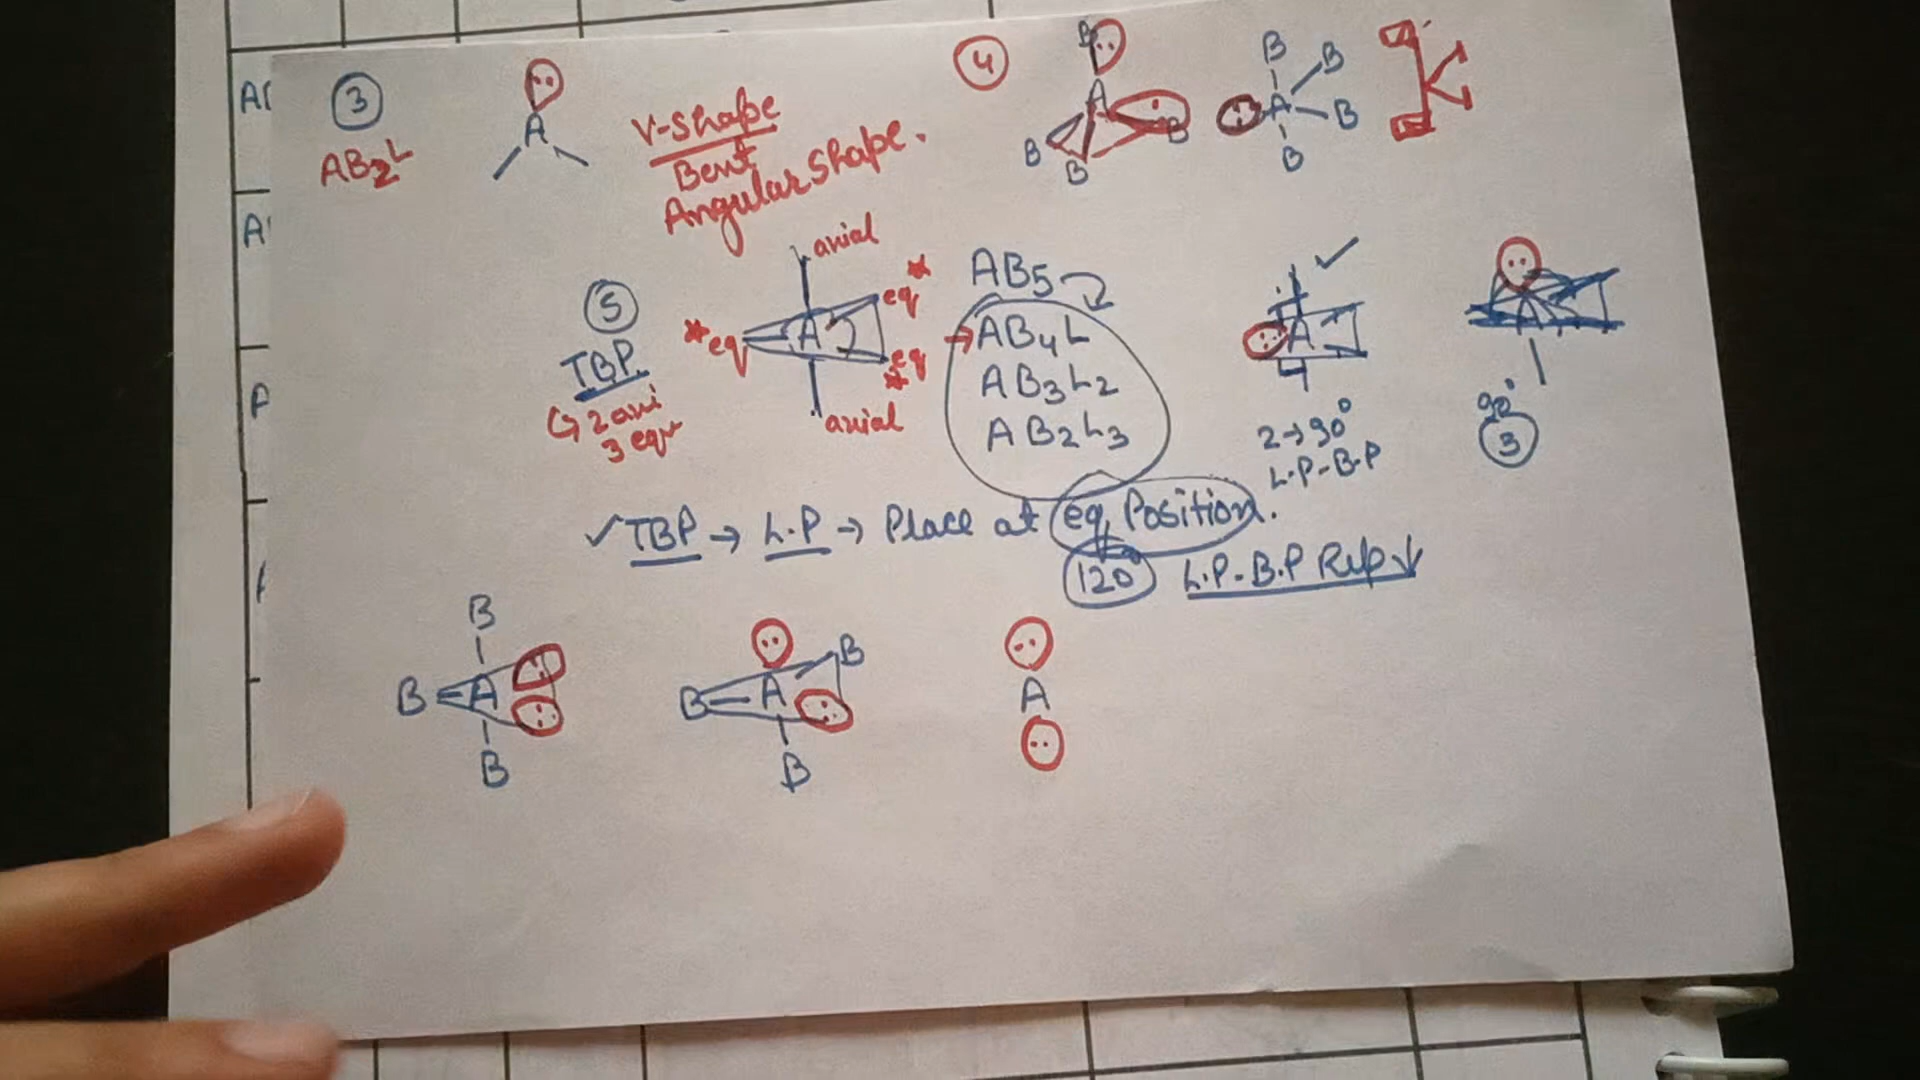 3
AB2L
A
V-shape
Bent
Angular Shape.
4
B
A
B
B
B
B
B
A
B
B
5
TBP
2 axi
3 equ
axial
eq
eq
A
eq
axial
AB5
AB4L
AB3L2
AB2L3
A
2→90°
L.P-B.P
A
90°
3
✓TBP → L.P → Place at eq Position.
120° L.P-B.P Rep↓
B
B A
B
B
B A
B
A